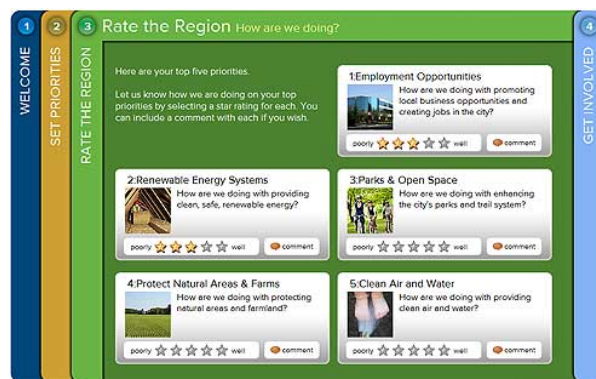 1
WELCOME
2
SET PRIORITIES
3
RATE THE REGION
Rate the Region How are we doing?
Here are your top five priorities.
Let us know how we are doing on your top
priorities by selecting a star rating for each. You
can include a comment with each if you wish.
1:Employment Opportunities
How are we doing with promoting
local business opportunities and
creating jobs in the city?
poorly well comment
2:Renewable Energy Systems
How are we doing with providing
clean, safe, renewable energy?
poorly well comment
3:Parks & Open Space
How are we doing with enhancing
the city's parks and trail system?
poorly well comment
4:Protect Natural Areas & Farms
How are we doing with protecting
natural areas and farmland?
poorly well comment
5:Clean Air and Water
How are we doing with providing
clean air and water?
poorly well comment
4
GET INVOLVED